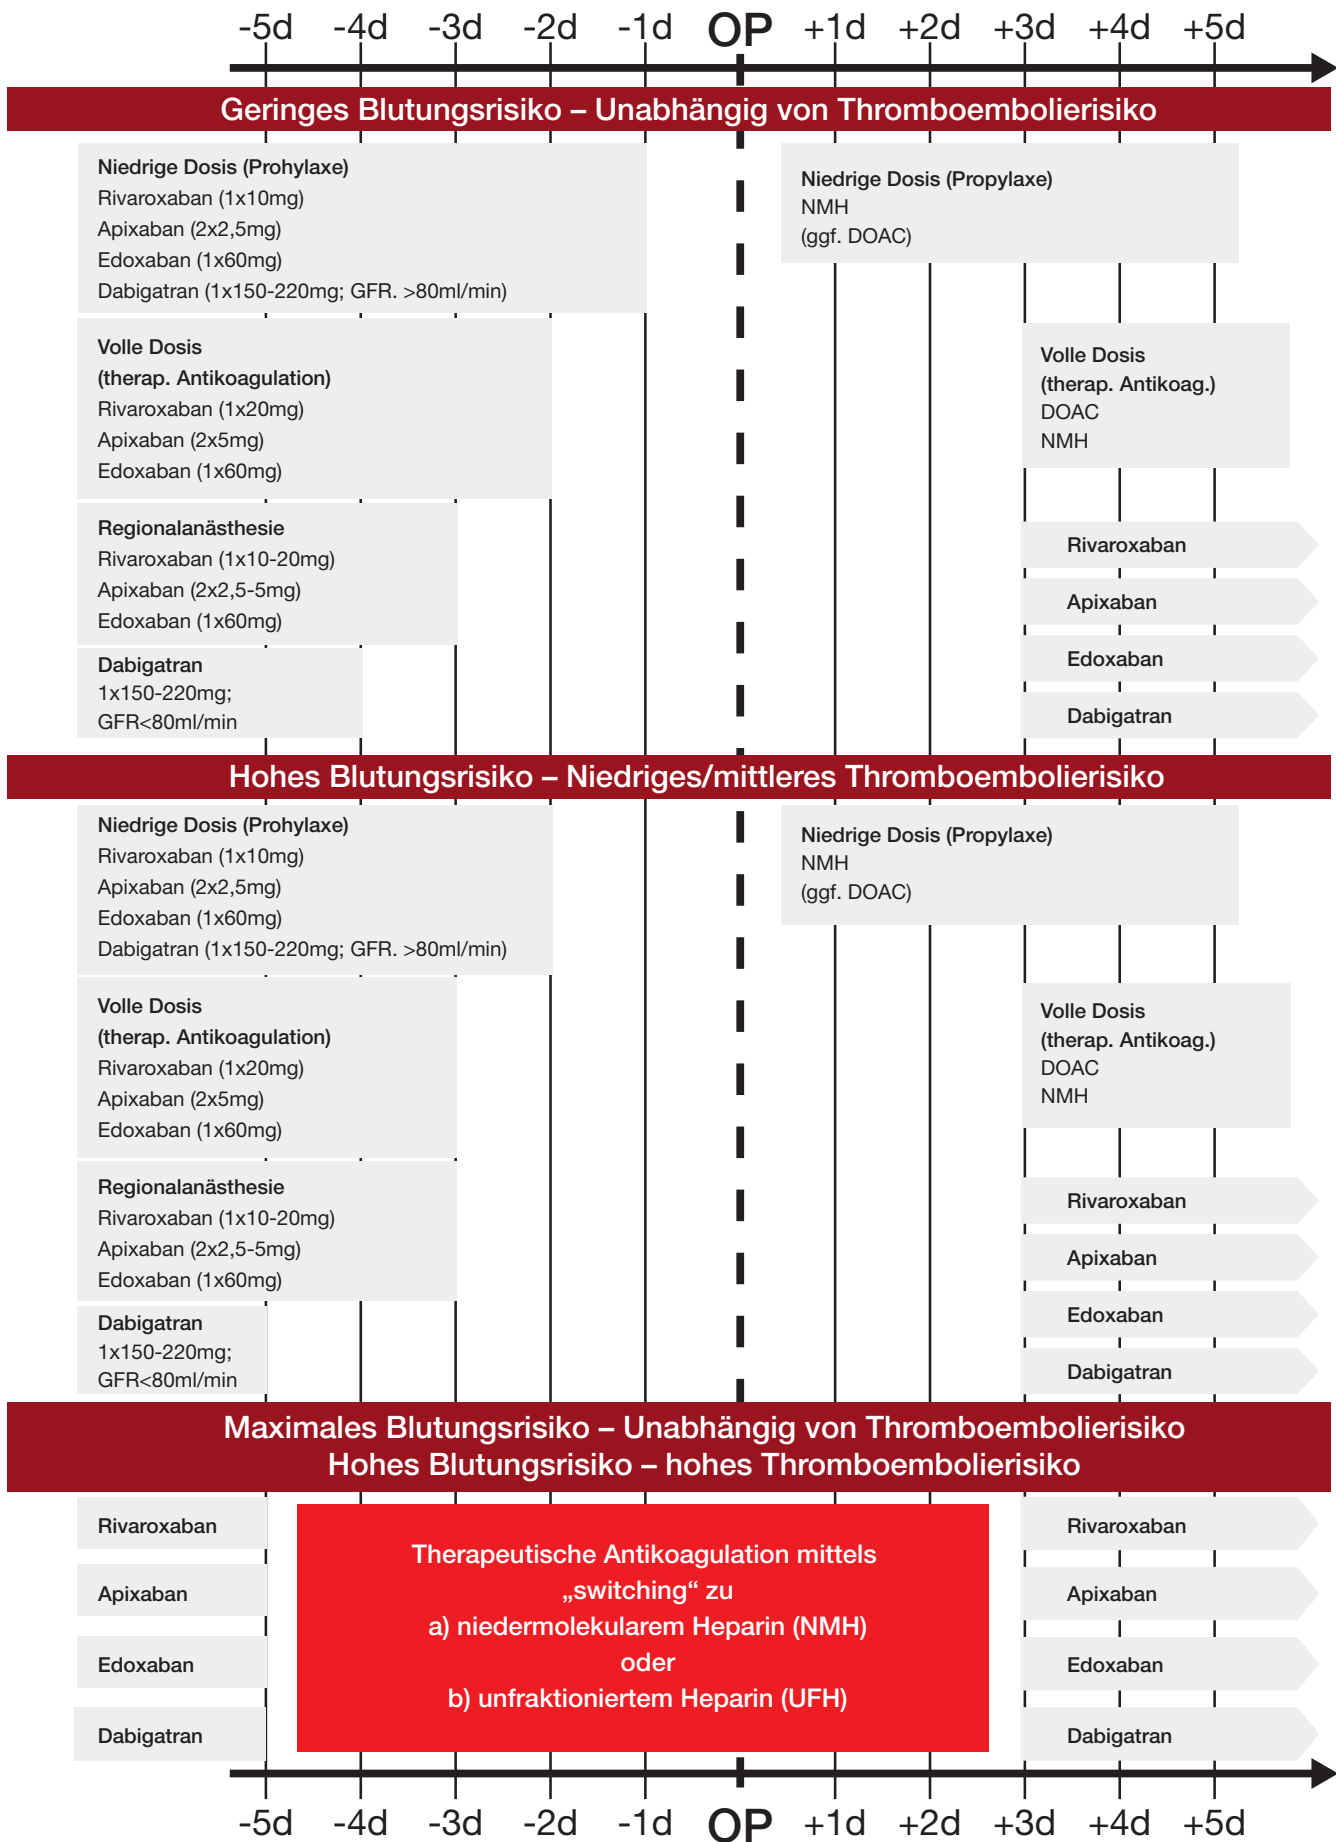 -5d -4d -3d -2d -1d OP +1d +2d +3d +4d +5d
Geringes Blutungsrisiko – Unabhängig von Thromboembolierisiko
Niedrige Dosis (Prohylaxe)
Rivaroxaban (1x10mg)
Apixaban (2x2,5mg)
Edoxaban (1x60mg)
Dabigatran (1x150-220mg; GFR. >80ml/min)
Niedrige Dosis (Propylaxe)
NMH
(ggf. DOAC)
Volle Dosis
(therap. Antikoagulation)
Rivaroxaban (1x20mg)
Apixaban (2x5mg)
Edoxaban (1x60mg)
Volle Dosis
(therap. Antikoag.)
DOAC
NMH
Regionalanästhesie
Rivaroxaban (1x10-20mg)
Apixaban (2x2,5-5mg)
Edoxaban (1x60mg)
Dabigatran
1x150-220mg;
GFR<80ml/min
Rivaroxaban
Apixaban
Edoxaban
Dabigatran
Hohes Blutungsrisiko – Niedriges/mittleres Thromboembolierisiko
Niedrige Dosis (Prohylaxe)
Rivaroxaban (1x10mg)
Apixaban (2x2,5mg)
Edoxaban (1x60mg)
Dabigatran (1x150-220mg; GFR. >80ml/min)
Niedrige Dosis (Propylaxe)
NMH
(ggf. DOAC)
Volle Dosis
(therap. Antikoagulation)
Rivaroxaban (1x20mg)
Apixaban (2x5mg)
Edoxaban (1x60mg)
Volle Dosis
(therap. Antikoag.)
DOAC
NMH
Regionalanästhesie
Rivaroxaban (1x10-20mg)
Apixaban (2x2,5-5mg)
Edoxaban (1x60mg)
Dabigatran
1x150-220mg;
GFR<80ml/min
Rivaroxaban
Apixaban
Edoxaban
Dabigatran
Maximales Blutungsrisiko – Unabhängig von Thromboembolierisiko
Hohes Blutungsrisiko – hohes Thromboembolierisiko
Rivaroxaban
Apixaban
Edoxaban
Dabigatran
Therapeutische Antikoagulation mittels
„switching“ zu
a) niedermolekularem Heparin (NMH)
oder
b) unfraktioniertem Heparin (UFH)
Rivaroxaban
Apixaban
Edoxaban
Dabigatran
-5d -4d -3d -2d -1d OP +1d +2d +3d +4d +5d